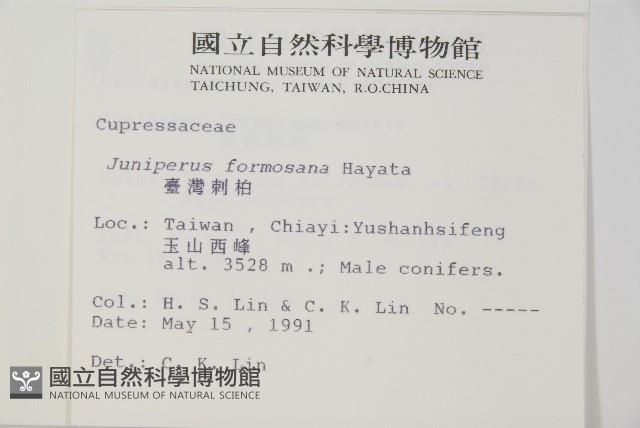 國立自然科學博物館
NATIONAL MUSEUM OF NATURAL SCIENCE
TAICHUNG, TAIWAN, R.O.CHINA
Cupressaceae
Juniperus formosana Hayata
臺灣刺柏
Loc.: Taiwan , Chiayi:Yushanhsifeng
玉山西峰
alt. 3528 m .; Male conifers.
Col.: H. S. Lin & C. K. Lin No. -----
Date: May 15 , 1991
Det.: C. K. Lin
國立自然科學博物館
NATIONAL MUSEUM OF NATURAL SCIENCE